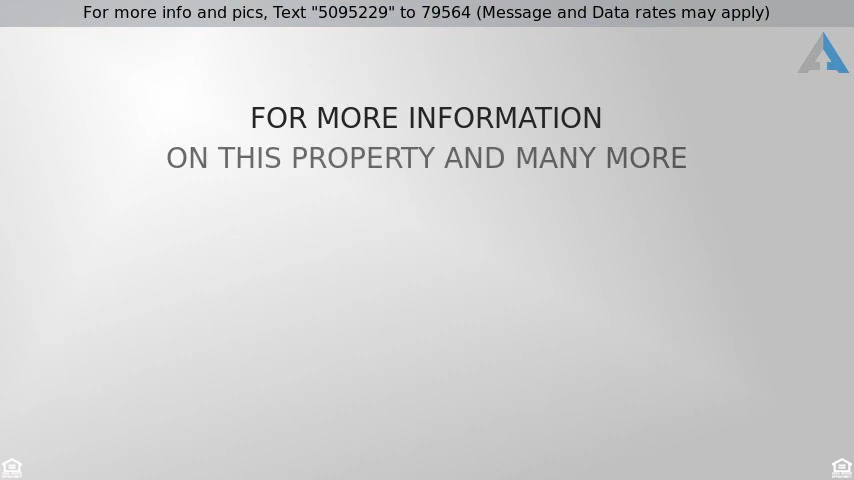 For more info and pics, Text "5095229" to 79564 (Message and Data rates may apply)
FOR MORE INFORMATION
ON THIS PROPERTY AND MANY MORE